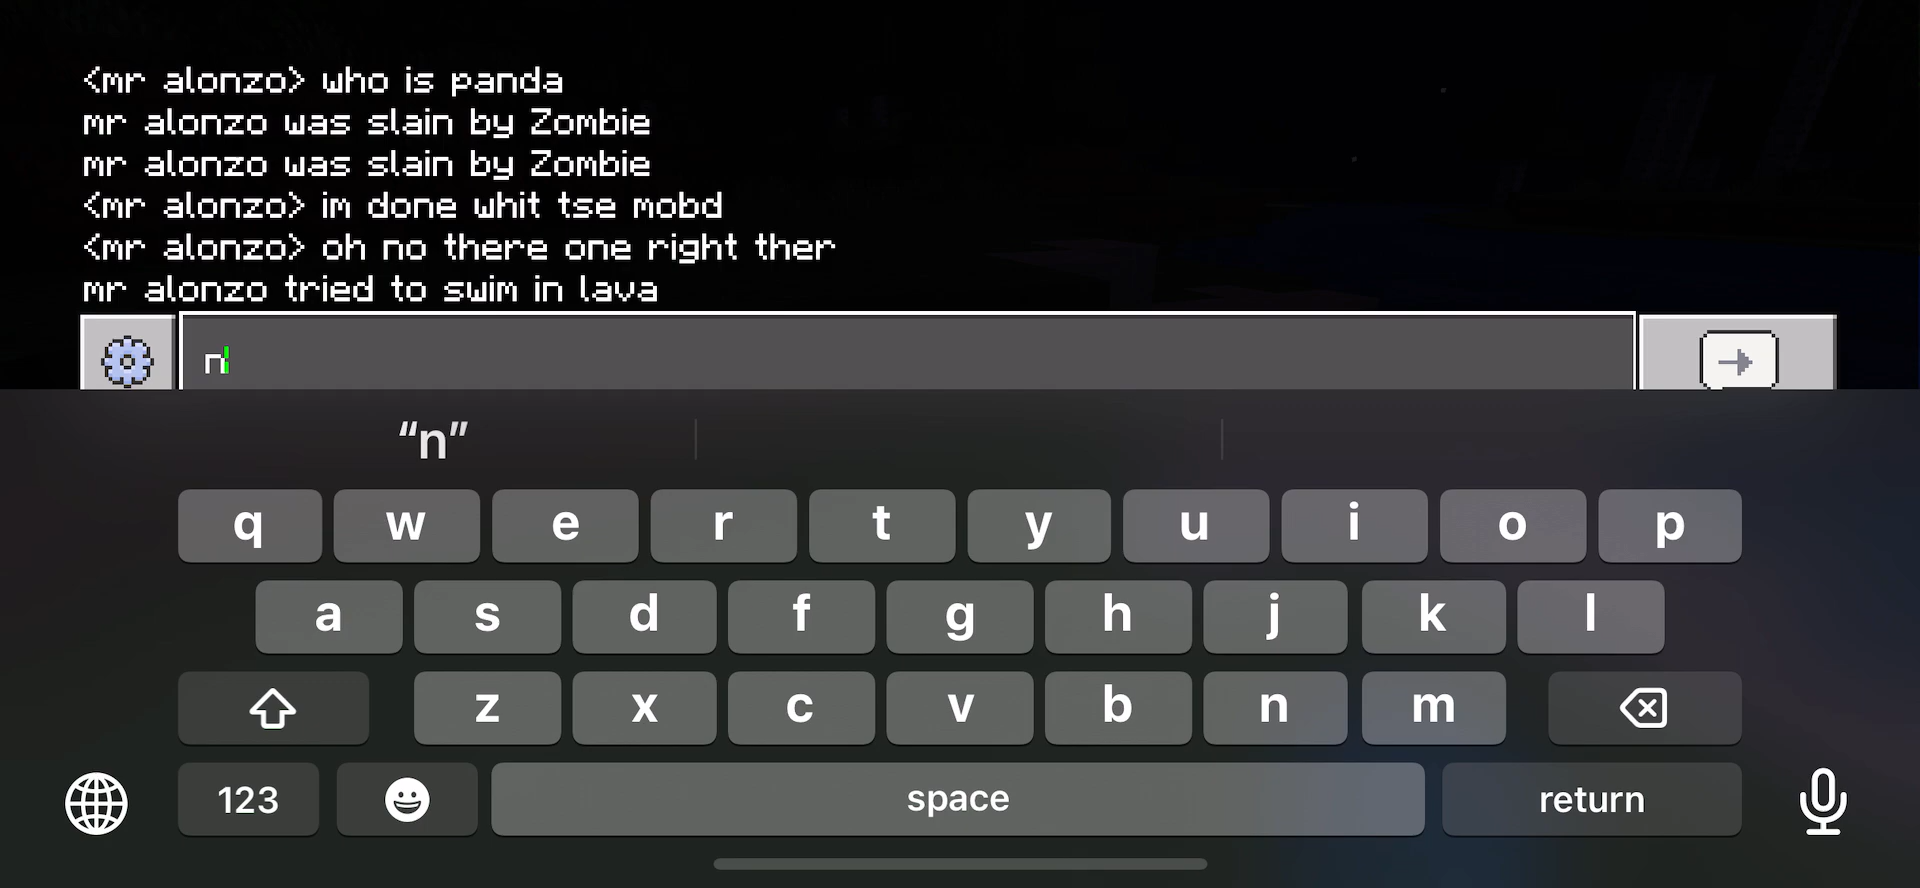 <mr alonzo> who is panda
mr alonzo was slain by Zombie
mr alonzo was slain by Zombie
<mr alonzo> im done whit tse mobd
<mr alonzo> oh no there one right ther
mr alonzo tried to swim in lava
n
“n”
q w e r t y u i o p
a s d f g h j k l
z x c v b n m
123 space return